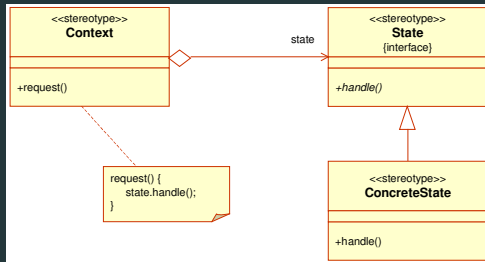 <<stereotype>>
Context
+request()
state
<<stereotype>>
State
{interface}
+handle()
request() {
state.handle();
}
<<stereotype>>
ConcreteState
+handle()